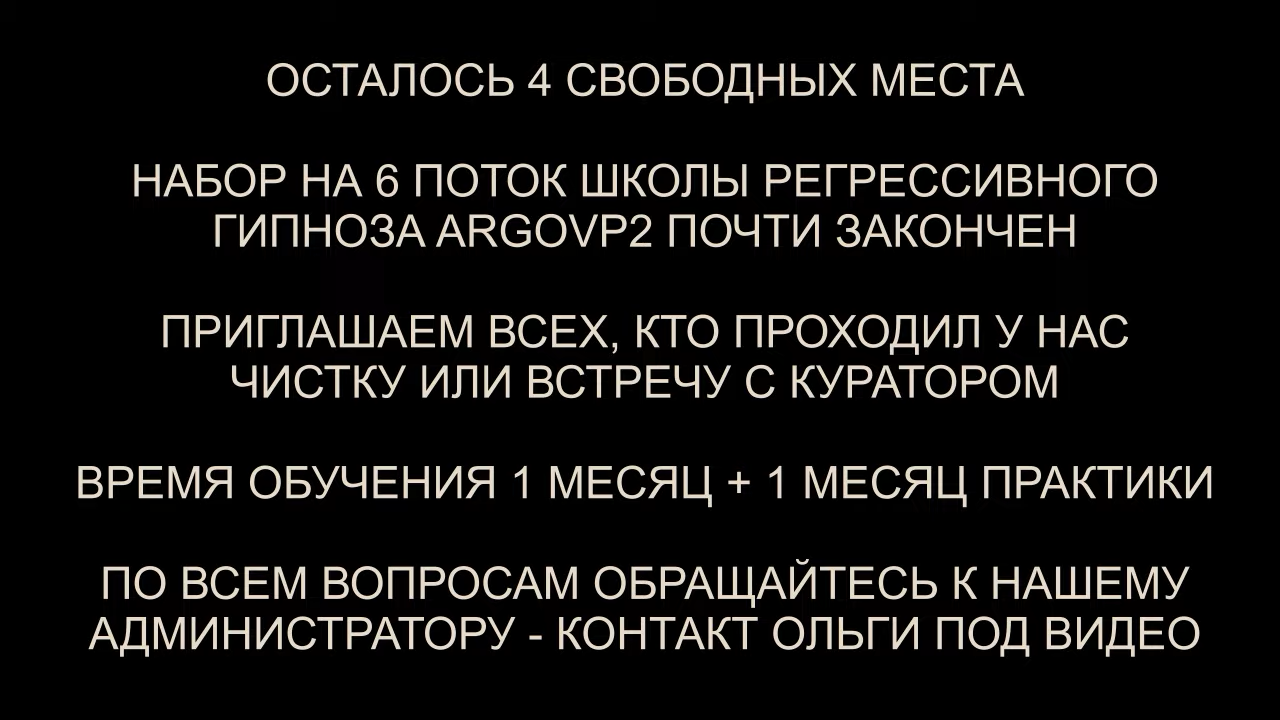 ОСТАЛОСЬ 4 СВОБОДНЫХ МЕСТА
НАБОР НА 6 ПОТОК ШКОЛЫ РЕГРЕССИВНОГО
ГИПНОЗА ARGOVP2 ПОЧТИ ЗАКОНЧЕН
ПРИГЛАШАЕМ ВСЕХ, КТО ПРОХОДИЛ У НАС
ЧИСТКУ ИЛИ ВСТРЕЧУ С КУРАТОРОМ
ВРЕМЯ ОБУЧЕНИЯ 1 МЕСЯЦ + 1 МЕСЯЦ ПРАКТИКИ
ПО ВСЕМ ВОПРОСАМ ОБРАЩАЙТЕСЬ К НАШЕМУ
АДМИНИСТРАТОРУ - КОНТАКТ ОЛЬГИ ПОД ВИДЕО